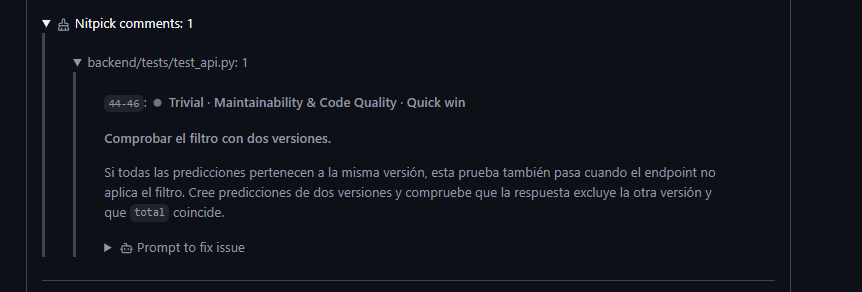 Nitpick comments: 1
backend/tests/test_api.py: 1
44-46: Trivial · Maintainability & Code Quality · Quick win
Comprobar el filtro con dos versiones.
Si todas las predicciones pertenecen a la misma versión, esta prueba también pasa cuando el endpoint no
aplica el filtro. Cree predicciones de dos versiones y compruebe que la respuesta excluye la otra versión y
que total coincide.
Prompt to fix issue